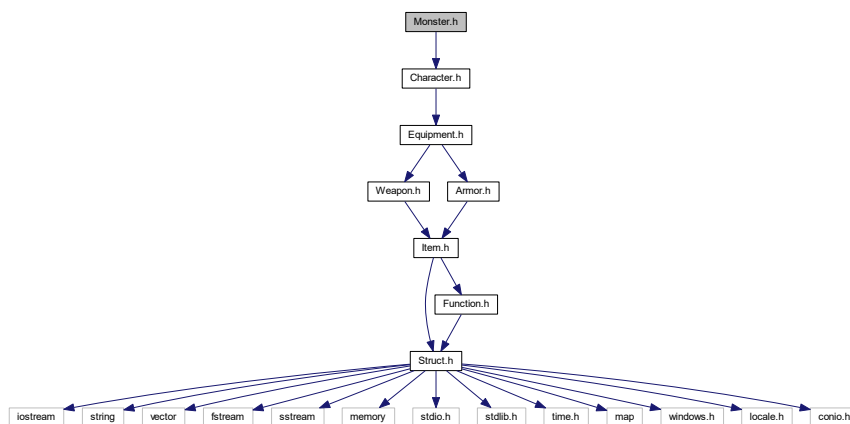 Monster.h
Character.h
Equipment.h
Weapon.h
Armor.h
Item.h
Function.h
Struct.h
iostream
string
vector
fstream
sstream
memory
stdio.h
stdlib.h
time.h
map
windows.h
locale.h
conio.h